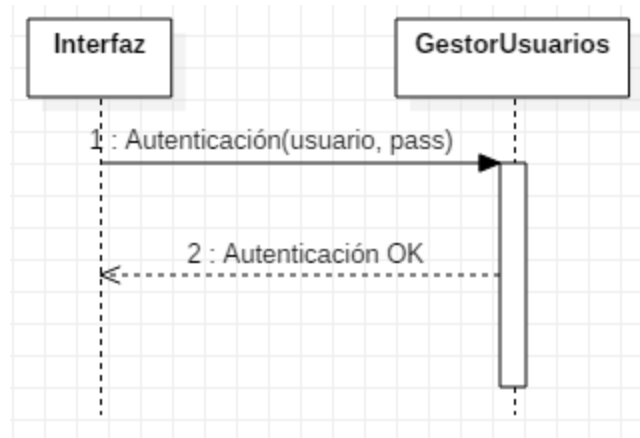 Interfaz
GestorUsuarios
1 : Autenticación(usuario, pass)
2 : Autenticación OK